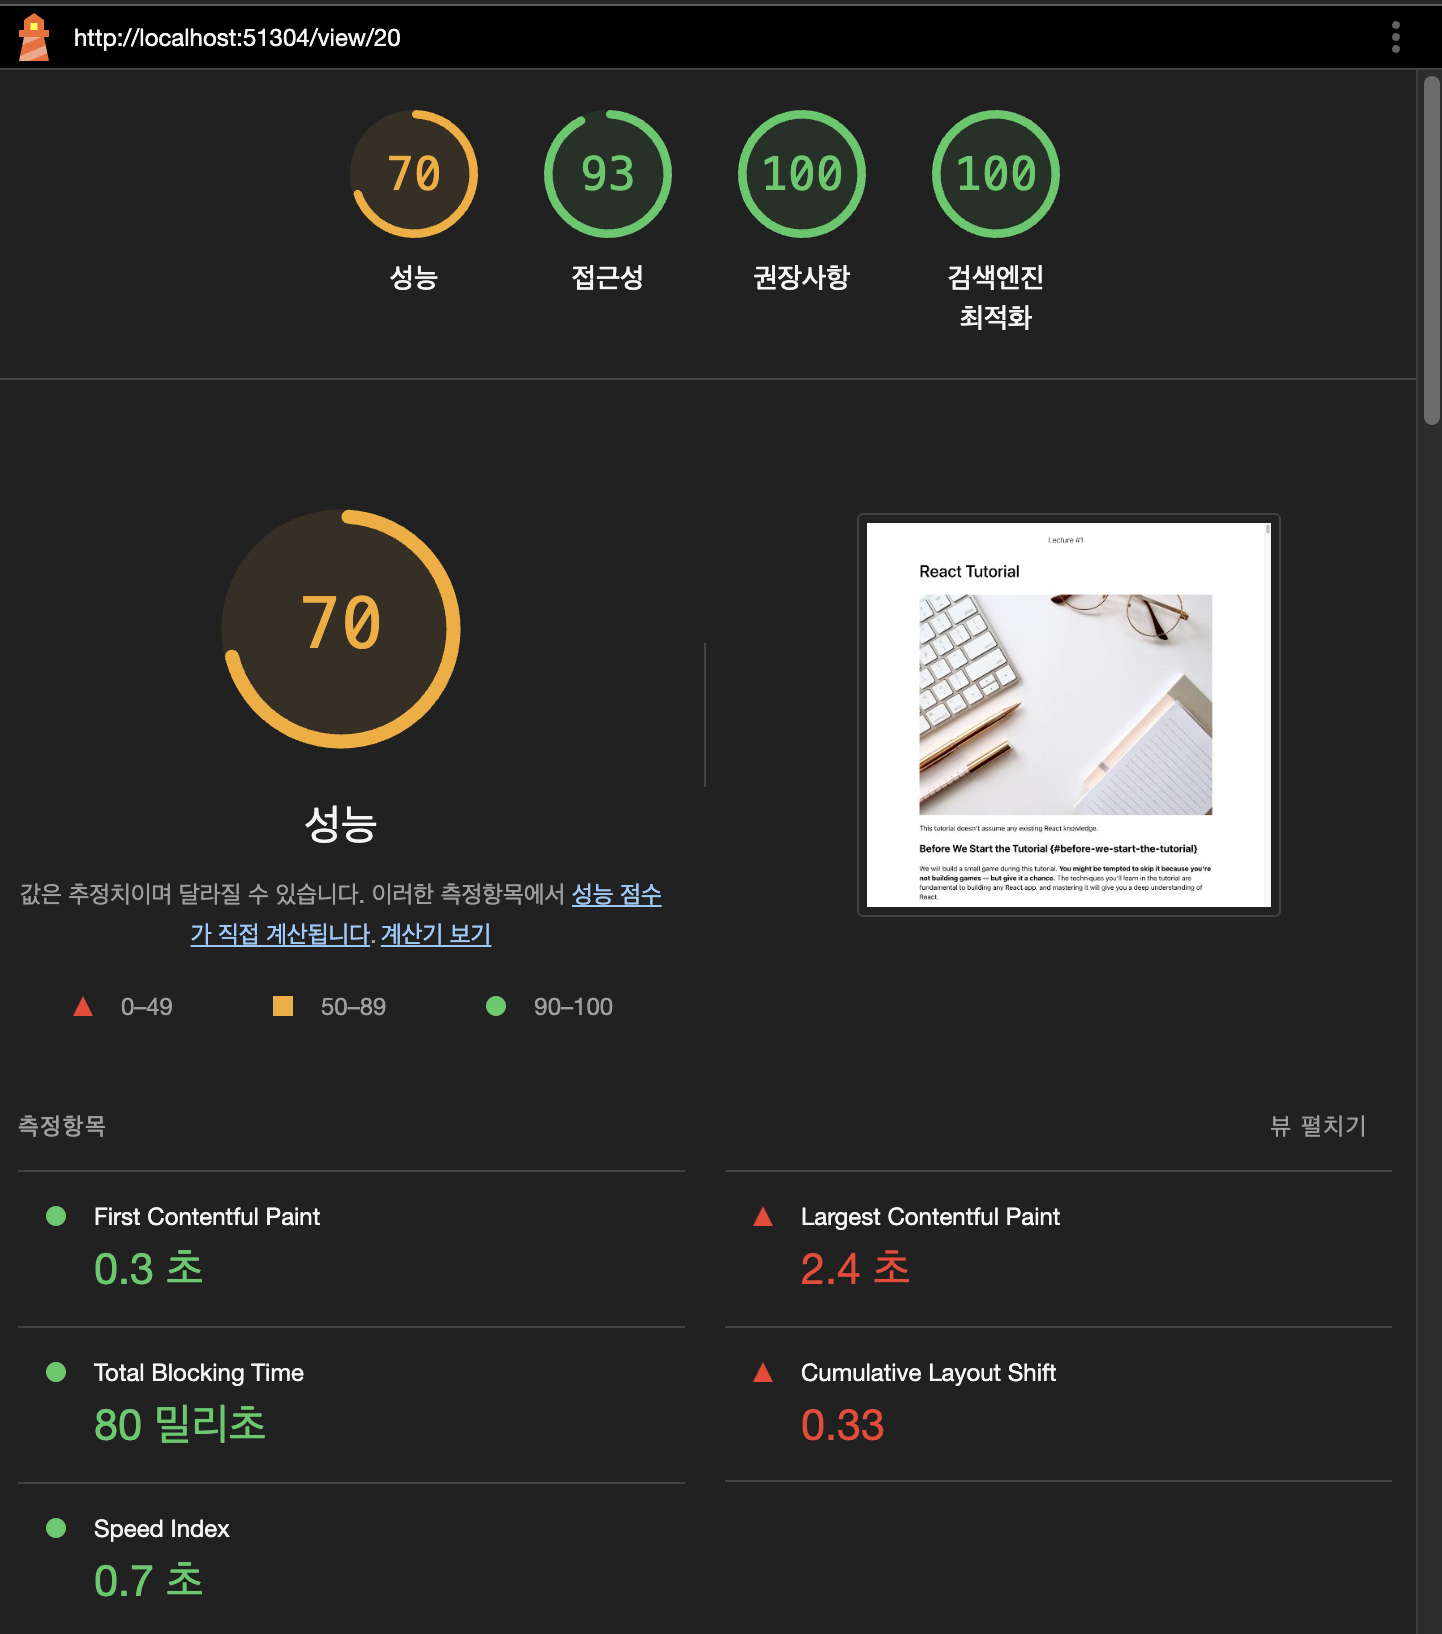 http://localhost:51304/view/20
70
93
100
100
성능
접근성
권장사항
검색엔진
최적화
70
성능
값은 추정치이며 달라질 수 있습니다. 이러한 측정항목에서 성능 점수
가 직접 계산됩니다. 계산기 보기
0–49
50–89
90–100
Lecture #1
React Tutorial
This tutorial doesn't assume any existing React knowledge.
Before We Start the Tutorial {#before-we-start-the-tutorial}
We will build a small game during this tutorial. You might be tempted to skip it because you're
not building games -- but give it a chance. The techniques you'll learn in the tutorial are
fundamental to building any React app, and mastering it will give you a deep understanding of
React.
측정항목
뷰 펼치기
First Contentful Paint
0.3 초
Largest Contentful Paint
2.4 초
Total Blocking Time
80 밀리초
Cumulative Layout Shift
0.33
Speed Index
0.7 초